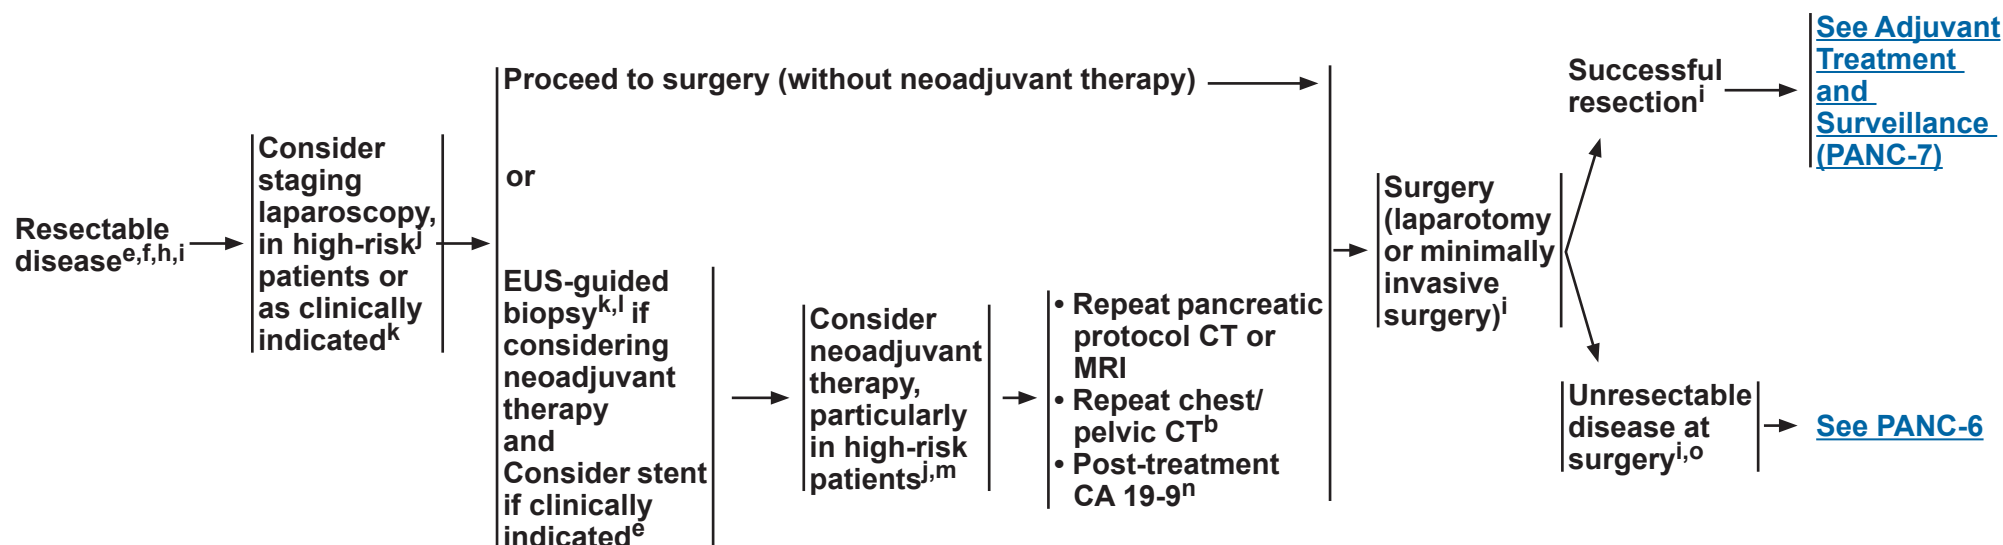 Resectable
disease^e,f,h,i
Consider
staging
laparoscopy,
in high-risk^j
patients or
as clinically
indicated^k
Proceed to surgery (without neoadjuvant therapy)
or
EUS-guided
biopsy^k,l if
considering
neoadjuvant
therapy
and
Consider stent
if clinically
indicated^e
Consider
neoadjuvant
therapy,
particularly
in high-risk
patients^j,m
• Repeat pancreatic
protocol CT or
MRI
• Repeat chest/
pelvic CT^b
• Post-treatment
CA 19-9^n
Surgery
(laparotomy
or minimally
invasive
surgery)^i
Successful
resection^i
See Adjuvant
Treatment
and
Surveillance
(PANC-7)
Unresectable
disease at
surgery^i,o
See PANC-6